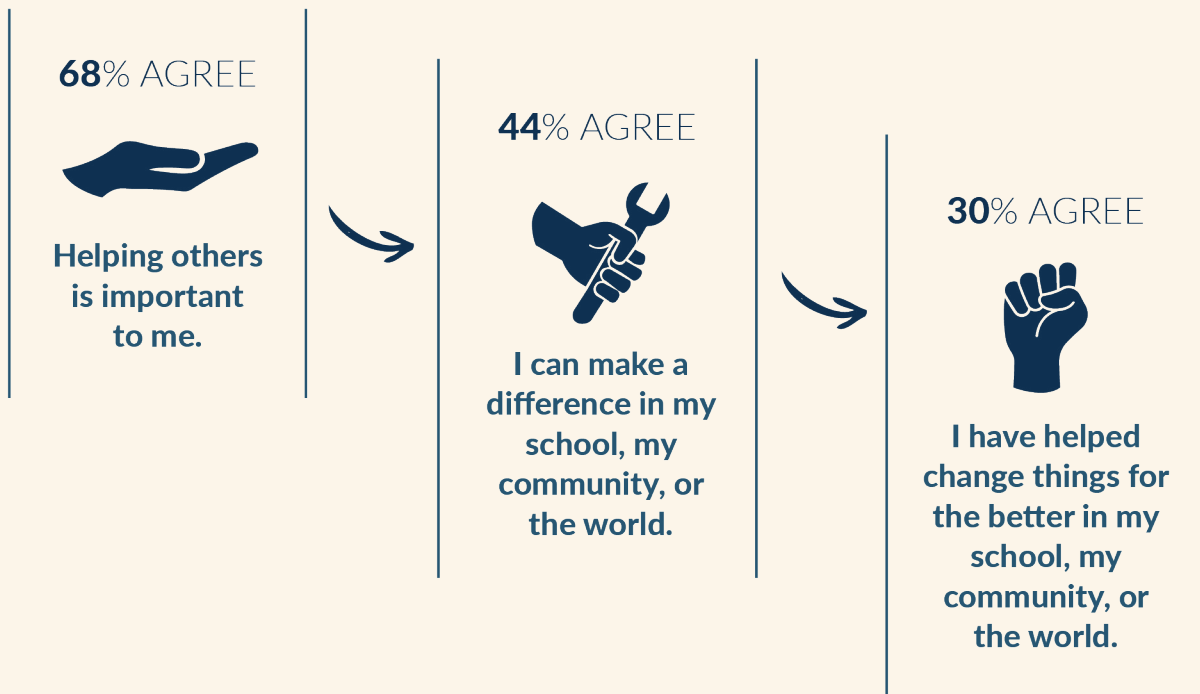 68% AGREE
Helping others
is important
to me.
44% AGREE
I can make a
difference in my
school, my
community, or
the world.
30% AGREE
I have helped
change things for
the better in my
school, my
community, or
the world.